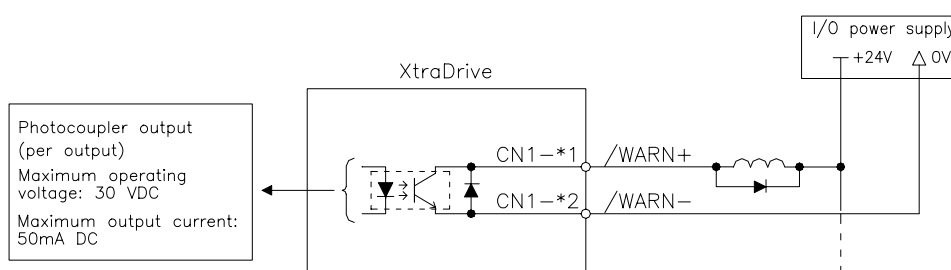 I/O power supply
+24V
0V
XtraDrive
Photocoupler output
(per output)
Maximum operating
voltage: 30 VDC
Maximum output current:
50mA DC
CN1-*1
/WARN+
CN1-*2
/WARN-